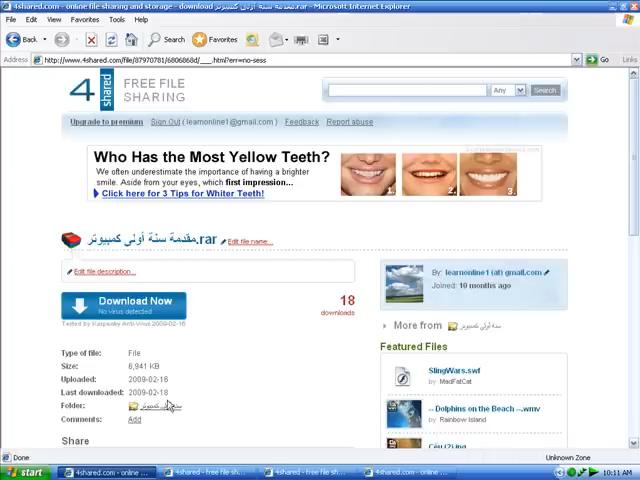 4shared.com - online file sharing and storage - download مقدمة سنة أولى كمبيوتر.rar - Microsoft Internet Explorer
File Edit View Favorites Tools Help
Back Search Favorites
Address http://www.4shared.com/file/87970781/6806868d/___.html?err=no-sess Go Links
4shared FREE FILE SHARING
Any Search
Upgrade to premium Sign Out ( learnonline1@gmail.com ) Feedback Report abuse
Who Has the Most Yellow Teeth?
We often underestimate the importance of having a brighter
smile. Aside from your eyes, which first impression...
Click here for 3 Tips for Whiter Teeth!
1. 2. 3.
مقدمة سنة أولى كمبيوتر.rar Edit file name...
Edit file description...
Download Now
No virus detected
Tested by Kaspersky Anti-Virus 2009-02-18
18
downloads
Type of file: File
Size: 6,941 KB
Uploaded: 2009-02-18
Last downloaded: 2009-02-18
Folder: سنة أولى كمبيوتر
Comments: Add
Share
By: learnonline1 (at) gmail.com
Joined: 10 months ago
More from سنة أولى كمبيوتر
Featured Files
SlingWars.swf
by MadFatCat
-- Dolphins on the Beach --.wmv
by Rainbow Island
Done Unknown Zone
start 4shared.com - online ... 4shared - free file sh... 4shared - free file sh... 4shared.com - online ... 10:11 AM